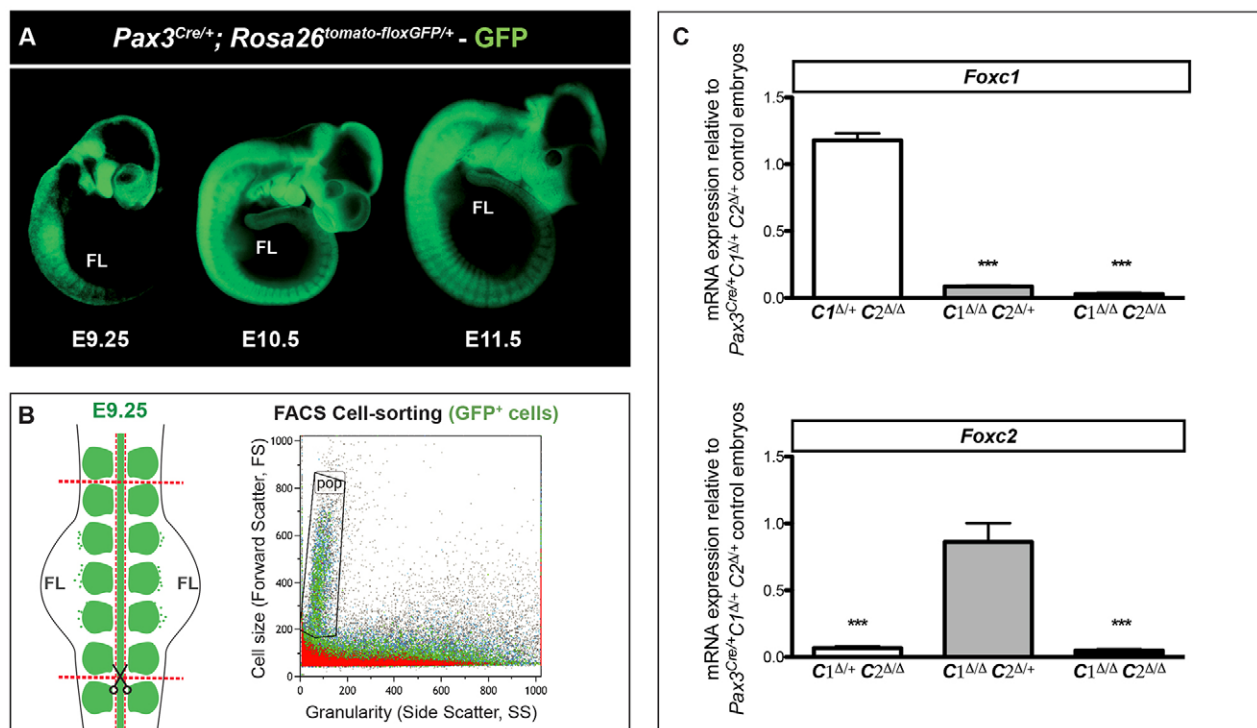 A
Pax3Cre/+; Rosa26tomato-floxGFP/+ - GFP
FL
FL
FL
E9.25
E10.5
E11.5
B
E9.25
FL
FL
FACS Cell-sorting (GFP+ cells)
Cell size (Forward Scatter, FS)
1000
800
600
400
200
0
pop
0
200
400
600
800
1000
Granularity (Side Scatter, SS)
C
Foxc1
mRNA expression relative to
Pax3Cre/+C1Δ/+ C2Δ/+ control embryos
1.5
1.0
0.5
0.0
***
***
C1Δ/+ C2Δ/Δ
C1Δ/Δ C2Δ/+
C1Δ/Δ C2Δ/Δ
Foxc2
mRNA expression relative to
Pax3Cre/+C1Δ/+ C2Δ/+ control embryos
1.5
1.0
0.5
0.0
***
***
C1Δ/+ C2Δ/Δ
C1Δ/Δ C2Δ/+
C1Δ/Δ C2Δ/Δ